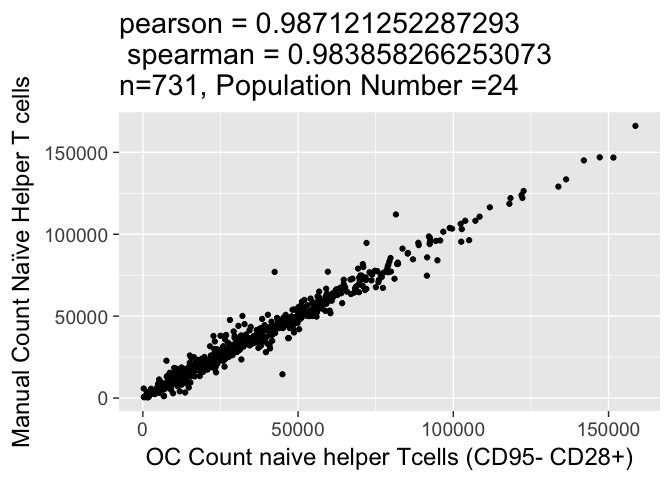 pearson = 0.987121252287293
spearman = 0.983858266253073
n=731, Population Number =24
Manual Count Naïve Helper T cells
150000
100000
50000
0
0 50000 100000 150000
OC Count naive helper Tcells (CD95- CD28+)